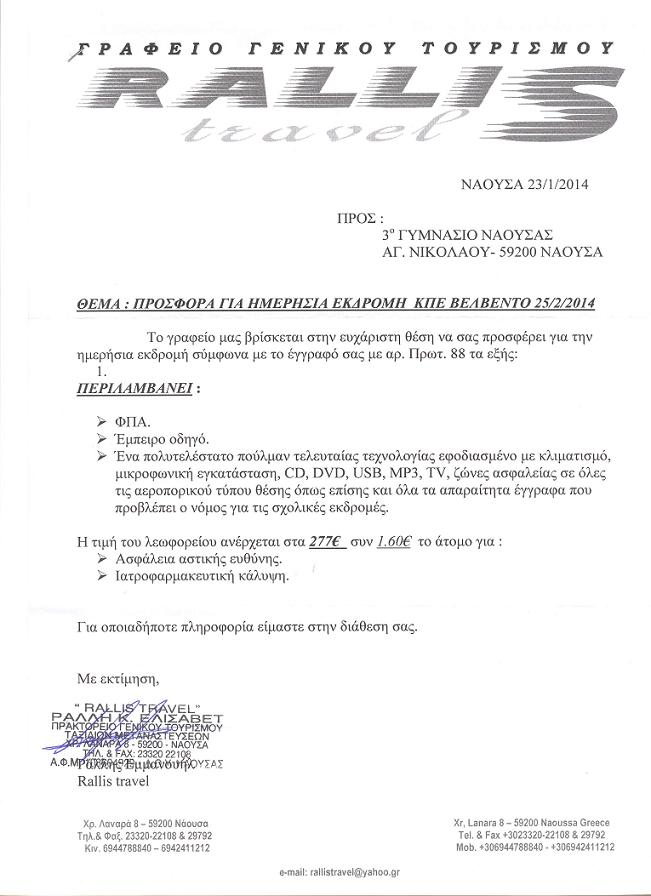 ΓΡΑΦΕΙΟ ΓΕΝΙΚΟΥ ΤΟΥΡΙΣΜΟΥ
RALLIS
travel
ΝΑΟΥΣΑ 23/1/2014
ΠΡΟΣ :
3ο ΓΥΜΝΑΣΙΟ ΝΑΟΥΣΑΣ
ΑΓ. ΝΙΚΟΛΑΟΥ- 59200 ΝΑΟΥΣΑ
ΘΕΜΑ : ΠΡΟΣΦΟΡΑ ΓΙΑ ΗΜΕΡΗΣΙΑ ΕΚΔΡΟΜΗ ΚΠΕ ΒΕΛΒΕΝΤΟ 25/2/2014
Το γραφείο μας βρίσκεται στην ευχάριστη θέση να σας προσφέρει για την
ημερήσια εκδρομή σύμφωνα με το έγγραφό σας με αρ. Πρωτ. 88 τα εξής:
1.
ΠΕΡΙΛΑΜΒΑΝΕΙ :
➢ ΦΠΑ.
➢ Έμπειρο οδηγό.
➢ Ένα πολυτελέστατο πούλμαν τελευταίας τεχνολογίας εφοδιασμένο με κλιματισμό,
μικροφωνική εγκατάσταση, CD, DVD, USB, MP3, TV, ζώνες ασφαλείας σε όλες
τις αεροπορικού τύπου θέσης όπως επίσης και όλα τα απαραίτητα έγγραφα που
προβλέπει ο νόμος για τις σχολικές εκδρομές.
Η τιμή του λεωφορείου ανέρχεται στα 277€ συν 1.60€ το άτομο για :
➢ Ασφάλεια αστικής ευθύνης.
➢ Ιατροφαρμακευτική κάλυψη.
Για οποιαδήποτε πληροφορία είμαστε στην διάθεση σας.
Με εκτίμηση,
“ RALLIS TRAVEL”
ΡΑΛΛΗ Κ. ΕΛΙΣΑΒΕΤ
ΠΡΑΚΤΟΡΕΙΟ ΓΕΝΙΚΟΥ ΤΟΥΡΙΣΜΟΥ
ΤΑΞΙΔΙΩΝ ΜΕΤΑΝΑΣΤΕΥΣΕΩΝ
ΧΡ. ΛΑΝΑΡΑ 8 - 59200 - ΝΑΟΥΣΑ
ΤΗΛ. & FAX: 23320 22108
Α.Φ.Μ. ΝΑΟΥΣΑΣ
Ράλλης Εμμανουήλ
Rallis travel
Χρ. Λαναρά 8 – 59200 Νάουσα
Τηλ.& Φαξ. 23320-22108 & 29792
Κιν. 6944788840 – 6942411212
Xr, Lanara 8 – 59200 Naoussa Greece
Tel. & Fax +3023320-22108 & 29792
Mob. +306944788840 - +306942411212
e-mail: rallistravel@yahoo.gr